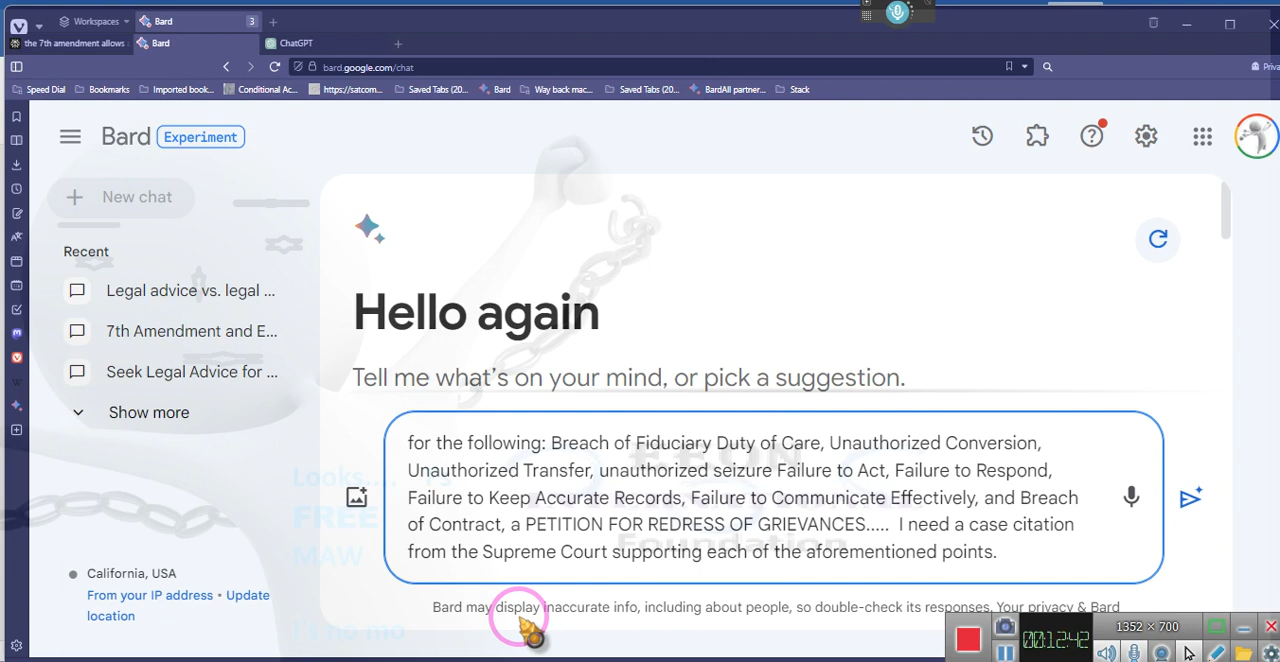 Workspaces
Bard
3
the 7th amendment allows
Bard
ChatGPT
bard.google.com/chat
Priva
Speed Dial
Bookmarks
Imported book...
Conditional Ac...
https://satcom...
Saved Tabs (20...
Bard
Way back mac...
Saved Tabs (20...
BardAll partner...
Stack
Bard
Experiment
New chat
Recent
Legal advice vs. legal ...
7th Amendment and E...
Seek Legal Advice for ...
Show more
Hello again
Tell me what's on your mind, or pick a suggestion.
for the following: Breach of Fiduciary Duty of Care, Unauthorized Conversion,
Unauthorized Transfer, unauthorized seizure Failure to Act, Failure to Respond,
Failure to Keep Accurate Records, Failure to Communicate Effectively, and Breach
of Contract, a PETITION FOR REDRESS OF GRIEVANCES..... I need a case citation
from the Supreme Court supporting each of the aforementioned points.
Looks....
FREE
MAW
I's no mo
Foundation
California, USA
From your IP address • Update
location
Bard may display inaccurate info, including about people, so double-check its responses. Your privacy & Bard
1352 × 700
00:12:42